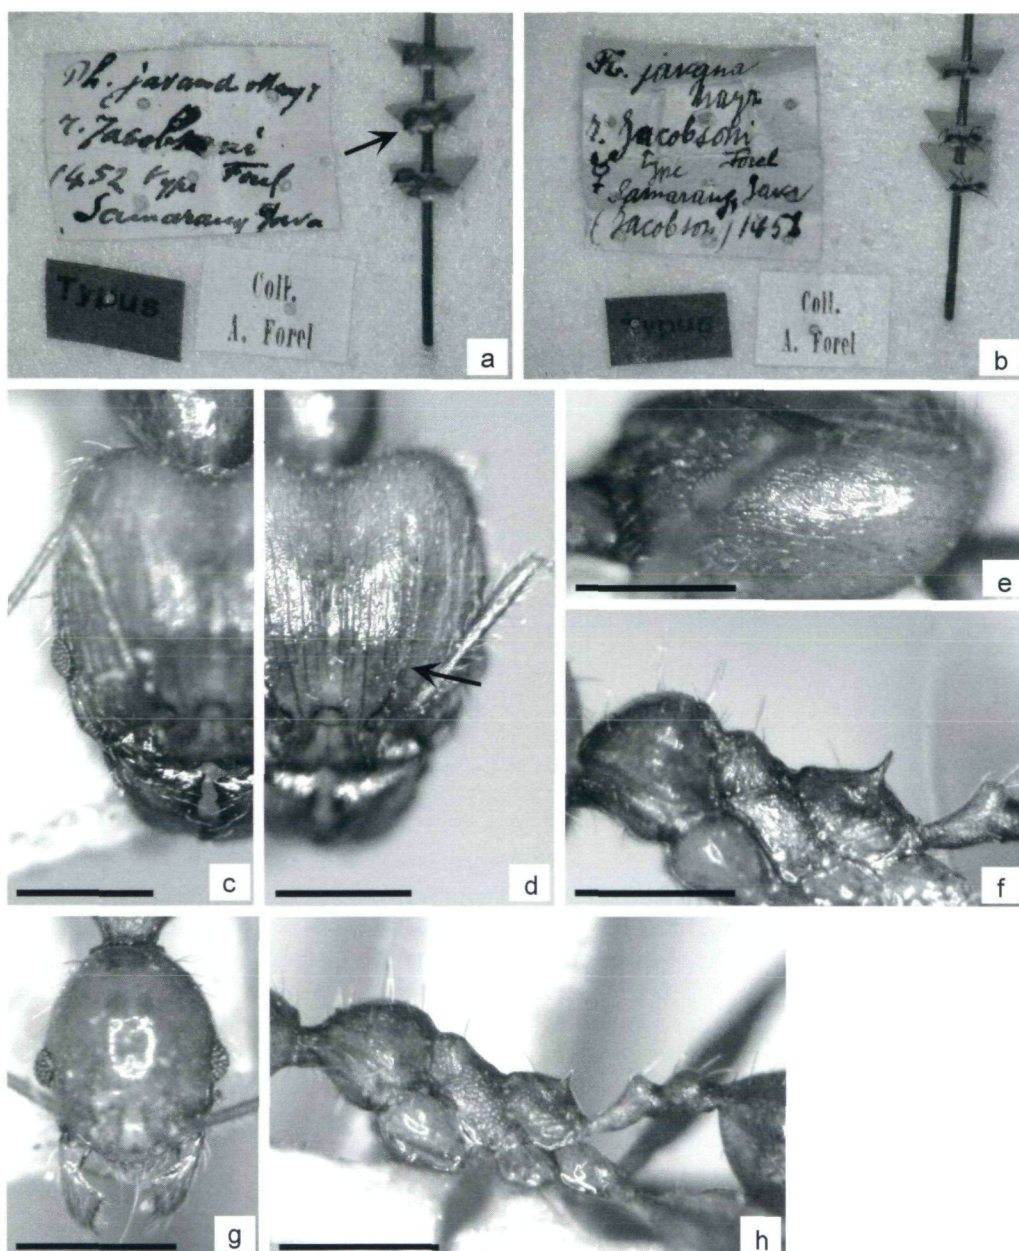 Ph. javana Mayr
r. Jacobsoni
1452 Type Forel
Samarang Java
Typus
Coll.
A. Forel
a
Ph. javana
Mayr
r. Jacobsoni
Type Forel
Samarang, Java
(Jacobson) 1452
Typus
Coll.
A. Forel
b
c
d
e
f
g
h